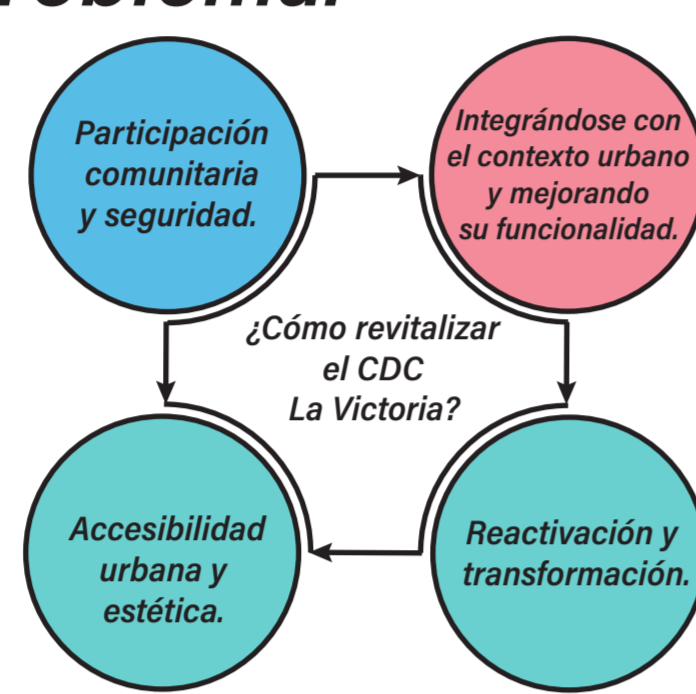 Participación
comunitaria
y seguridad.
Integrándose con
el contexto urbano
y mejorando
su funcionalidad.
¿Cómo revitalizar
el CDC
La Victoria?
Accesibilidad
urbana y
estética.
Reactivación y
transformación.